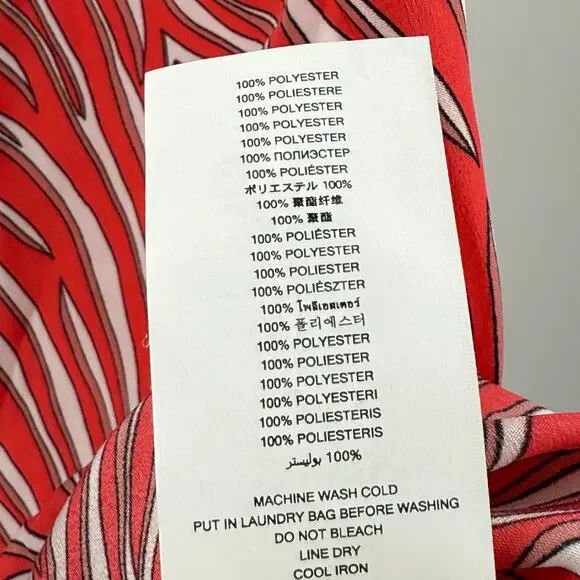 100% POLYESTER
100% POLIESTERE
100% POLYESTER
100% POLYESTER
100% POLYESTER
100% ПОЛИЭСТЕР
100% POLIÉSTER
ポリエステル 100%
100% 聚酯纤维
100% 聚酯
100% POLIÉSTER
100% POLYESTER
100% POLIESTER
100% POLIÉSZTER
100% โพลีเอสเตอร์
100% 폴리에스터
100% POLYESTER
100% POLIESTER
100% POLYESTER
100% POLYESTERI
100% POLIESTERIS
100% POLIESTERIS
100% بوليستر
MACHINE WASH COLD
PUT IN LAUNDRY BAG BEFORE WASHING
DO NOT BLEACH
LINE DRY
COOL IRON